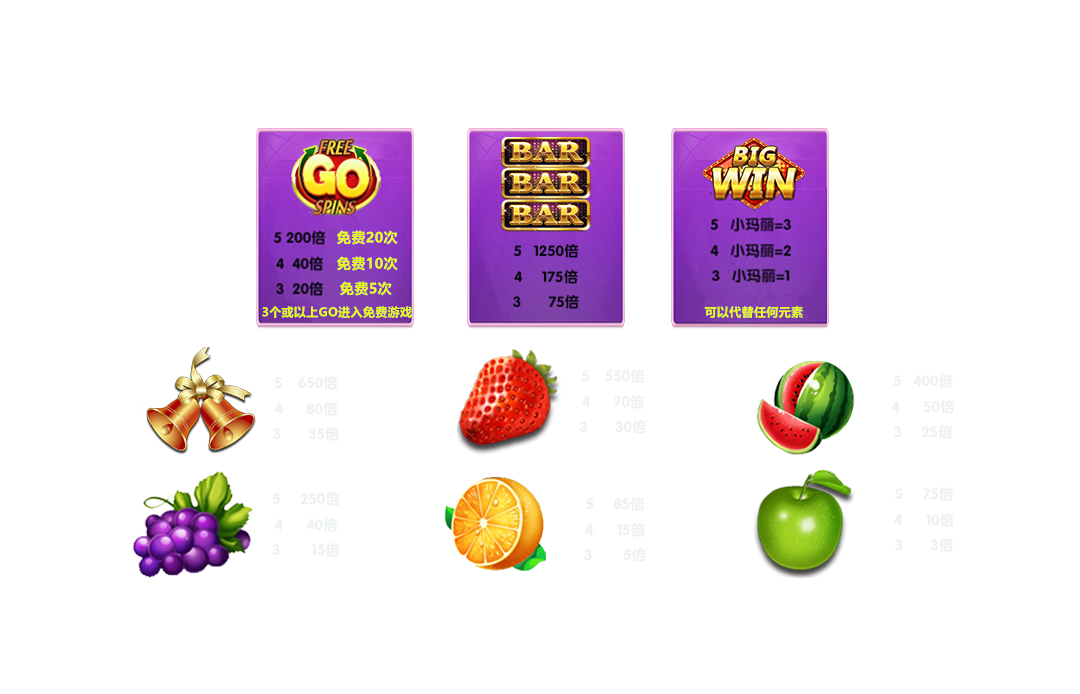 FREE
GO
SPINS
5 200倍 免费20次
4 40倍 免费10次
3 20倍 免费5次
3个或以上GO进入免费游戏
BAR
BAR
BAR
5 1250倍
4 175倍
3 75倍
BIG
WIN
5 小玛丽=3
4 小玛丽=2
3 小玛丽=1
可以代替任何元素
5 650倍
4 80倍
3 35倍
5 550倍
4 70倍
3 30倍
5 400倍
4 50倍
3 25倍
5 250倍
4 40倍
3 15倍
5 85倍
4 15倍
3 5倍
5 75倍
4 10倍
3 3倍